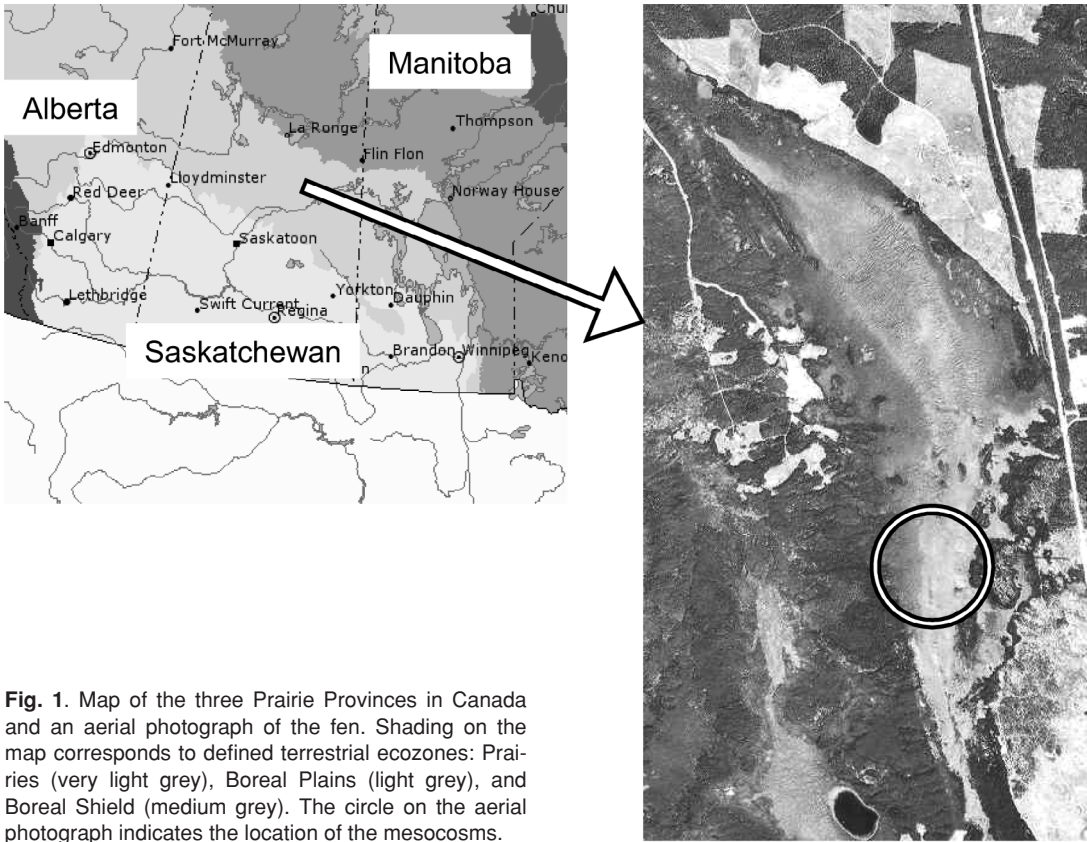 Chu
Fort McMurray
Manitoba
Alberta
Thompson
La Ronge
Edmonton
Flin Flon
Lloydminster
Red Deer
Norway House
Banff
Calgary
Saskatoon
Lethbridge
Yorkton
Swift Current
Dauphin
Regina
Saskatchewan
Brandon
Winnipeg
Keno
n
Fig. 1. Map of the three Prairie Provinces in Canada
and an aerial photograph of the fen. Shading on the
map corresponds to defined terrestrial ecozones: Prai-
ries (very light grey), Boreal Plains (light grey), and
Boreal Shield (medium grey). The circle on the aerial
photograph indicates the location of the mesocosms.